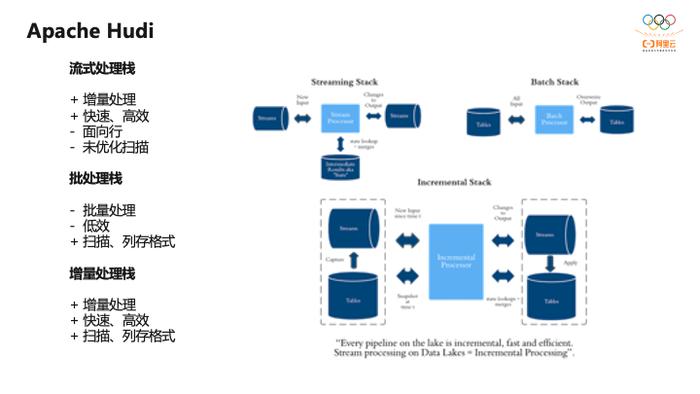 Apache Hudi
阿里云
流式处理栈
+ 增量处理
+ 快速、高效
- 面向行
- 未优化扫描
批处理栈
- 批量处理
- 低效
+ 扫描、列存格式
增量处理栈
+ 增量处理
+ 快速、高效
+ 扫描、列存格式
Streaming Stack
New
Input
Changes
to
Output
Streams
Stream
Processor
Streams
state lookup
+ merges
Intermediate
Results aka
"State"
Batch Stack
All
Input
Overwrite
Output
Tables
Batch
Processor
Tables
Incremental Stack
New Input
since time t
Changes
to
Output
Streams
Streams
Incremental
Processor
Capture
Apply
Tables
Snapshot
at
time t
state lookups +
merges
Tables
"Every pipeline on the lake is incremental, fast and efficient.
Stream processing on Data Lakes = Incremental Processing".